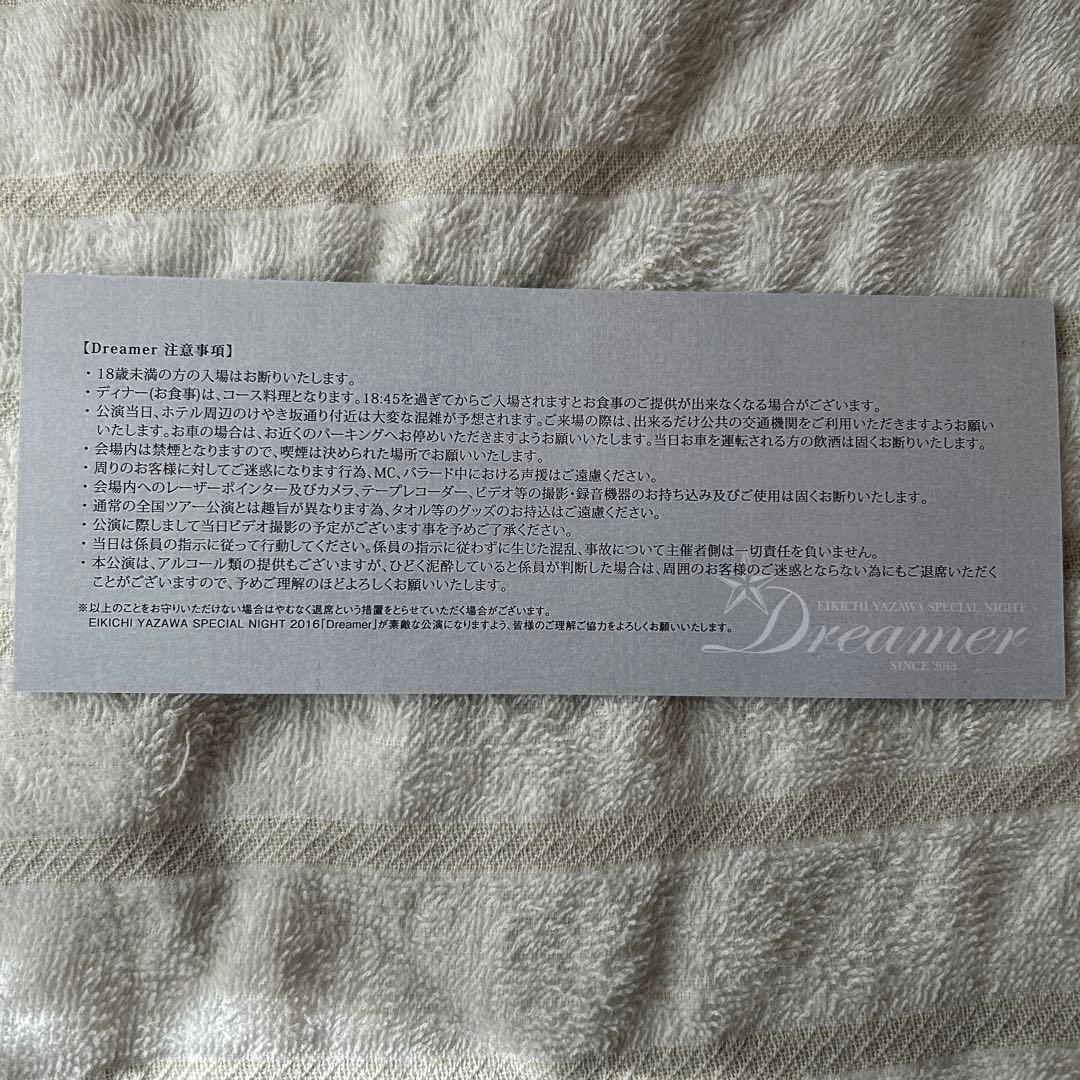 【Dreamer 注意事項】
・18歳未満の方の入場はお断りいたします。
・ディナー(お食事)は、コース料理となります。18:45を過ぎてからご入場されますとお食事のご提供が出来なくなる場合がございます。
・公演当日、ホテル周辺のけやき坂通り付近は大変な混雑が予想されます。ご来場の際は、出来るだけ公共の交通機関をご利用いただきますようお願い
いたします。お車の場合は、お近くのパーキングへお停めいただきますようお願いいたします。当日お車を運転される方の飲酒は固くお断りいたします。
・会場内は禁煙となりますので、喫煙は決められた場所でお願いいたします。
・周りのお客様に対してご迷惑になります行為、MC、バラード中における声援はご遠慮ください。
・会場内へのレーザーポインター及びカメラ、テープレコーダー、ビデオ等の撮影・録音機器のお持ち込み及びご使用は固くお断りいたします。
・通常の全国ツアー公演とは趣旨が異なります為、タオル等のグッズのお持込はご遠慮ください。
・公演に際しまして当日ビデオ撮影の予定がございます事を予めご了承ください。
・当日は係員の指示に従って行動してください。係員の指示に従わずに生じた混乱、事故について主催者側は一切責任を負いません。
・本公演は、アルコール類の提供もございますが、ひどく泥酔していると係員が判断した場合は、周囲のお客様のご迷惑とならない為にもご退席いただく
ことがございますので、予めご理解のほどよろしくお願いいたします。
※以上のことをお守りいただけない場合はやむなく退席という措置をとらせていただく場合がございます。
EIKICHI YAZAWA SPECIAL NIGHT 2016「Dreamer」が素敵な公演になりますよう、皆様のご理解ご協力をよろしくお願いいたします。
EIKICHI YAZAWA SPECIAL NIGHT
Dreamer
SINCE 2013